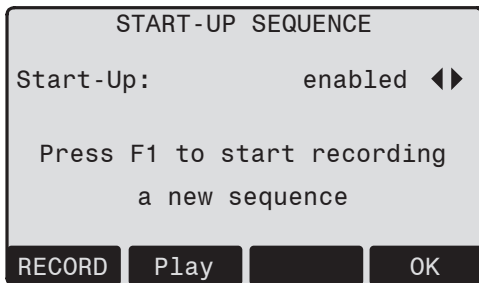 START-UP SEQUENCE
Start-Up: enabled
Press F1 to start recording
a new sequence
RECORD Play OK